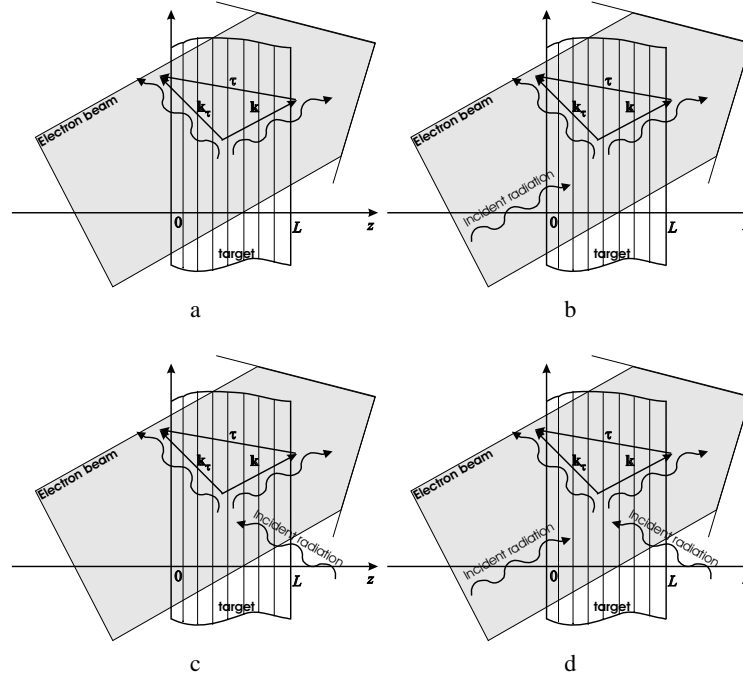 τ
Electron beam
k_τ
k
0
L
z
target
a
τ
Electron beam
k_τ
k
Incident radiation
0
L
target
b
τ
Electron beam
k_τ
k
Incident radiation
0
L
z
target
c
τ
Electron beam
k_τ
k
Incident radiation
Incident radiation
0
L
target
d